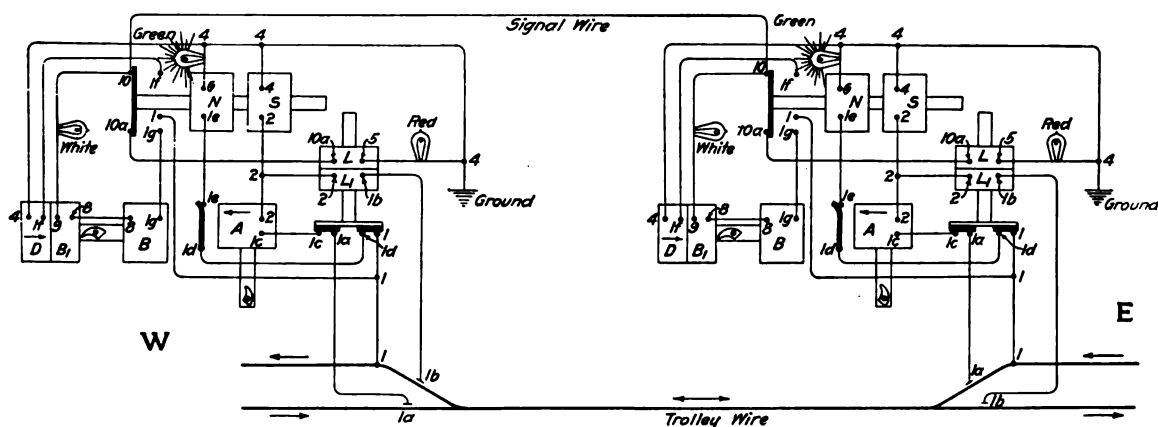 Signal Wire
Green 4 4
10 1f
6 4
N S
1 1e 2
10a 1g
White
10a 5 Red
L
2 L1 4
2 1b
Ground
4 1f 9 8 8 1g
D B1 B
1e
1d
A 2
1c 1c 1a 1
1d
1
W
1
1b
1a
Green 4 4
10 1f
6 4
N S
1 1e 2
10a 1g
White
10a 5 Red
L
2 L1 4
2 1b
Ground
4 1f 9 8 8 1g
D B1 B
1e
1d
A 2
1c 1c 1a 1
1d
1
E
1
1a
1b
Trolley Wire